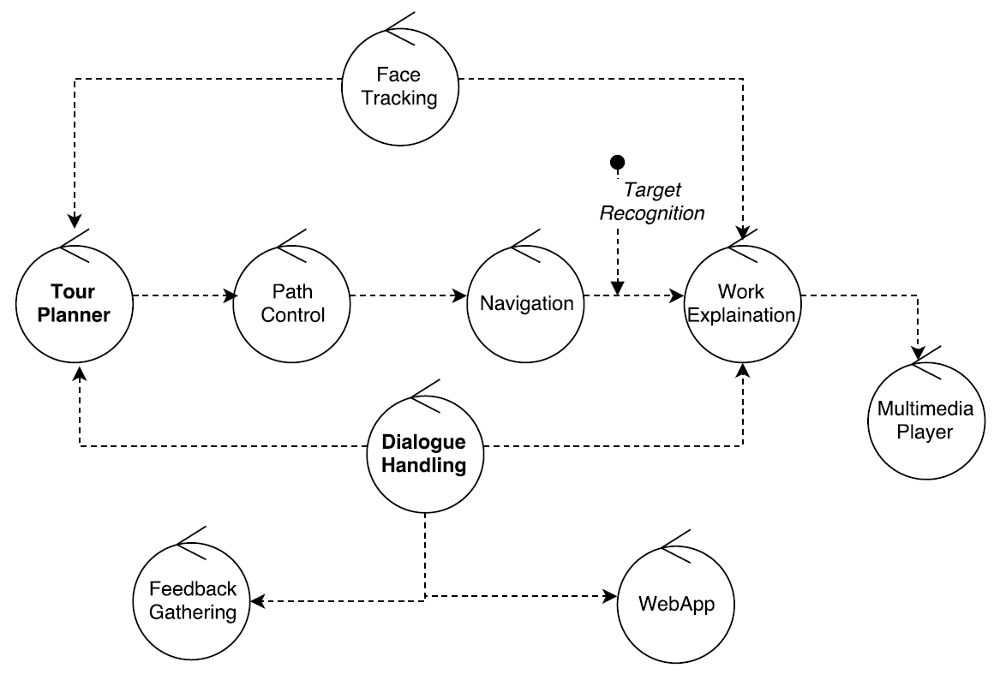 Face
Tracking
Target
Recognition
Tour
Planner
Path
Control
Navigation
Work
Explaination
Multimedia
Player
Dialogue
Handling
Feedback
Gathering
WebApp